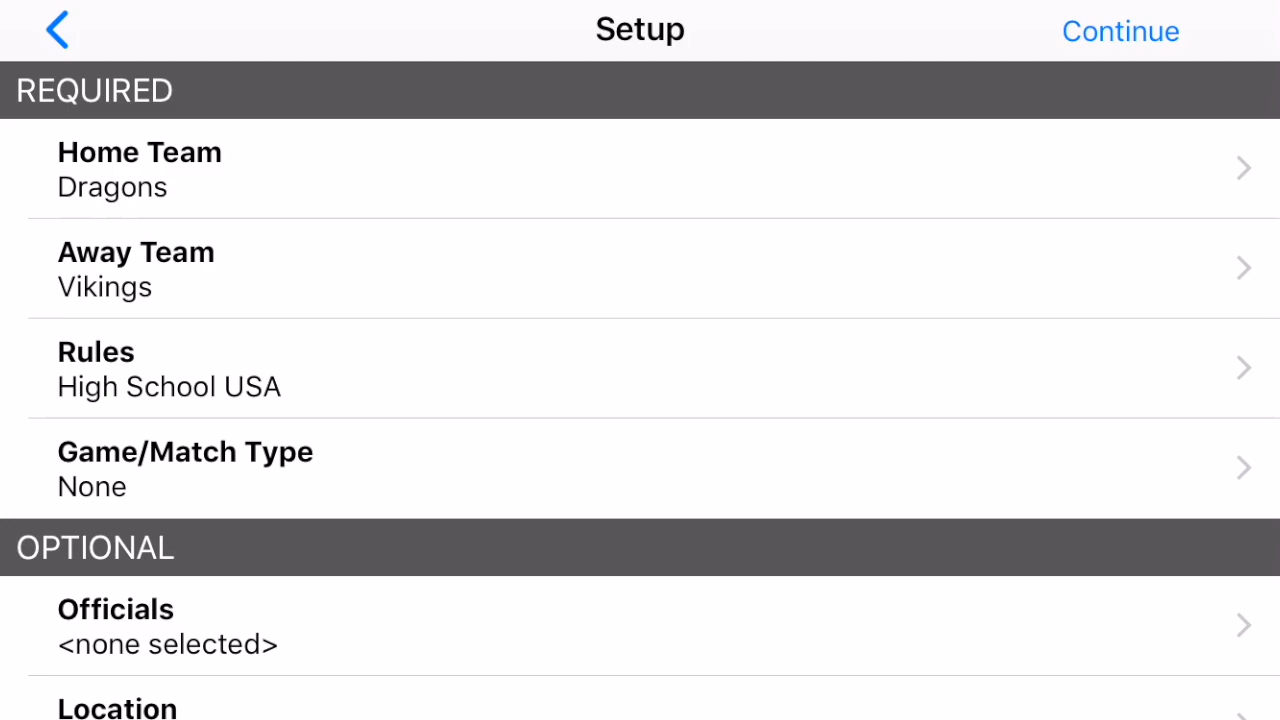 Setup
Continue
REQUIRED
Home Team
Dragons
Away Team
Vikings
Rules
High School USA
Game/Match Type
None
OPTIONAL
Officials
<none selected>
Location